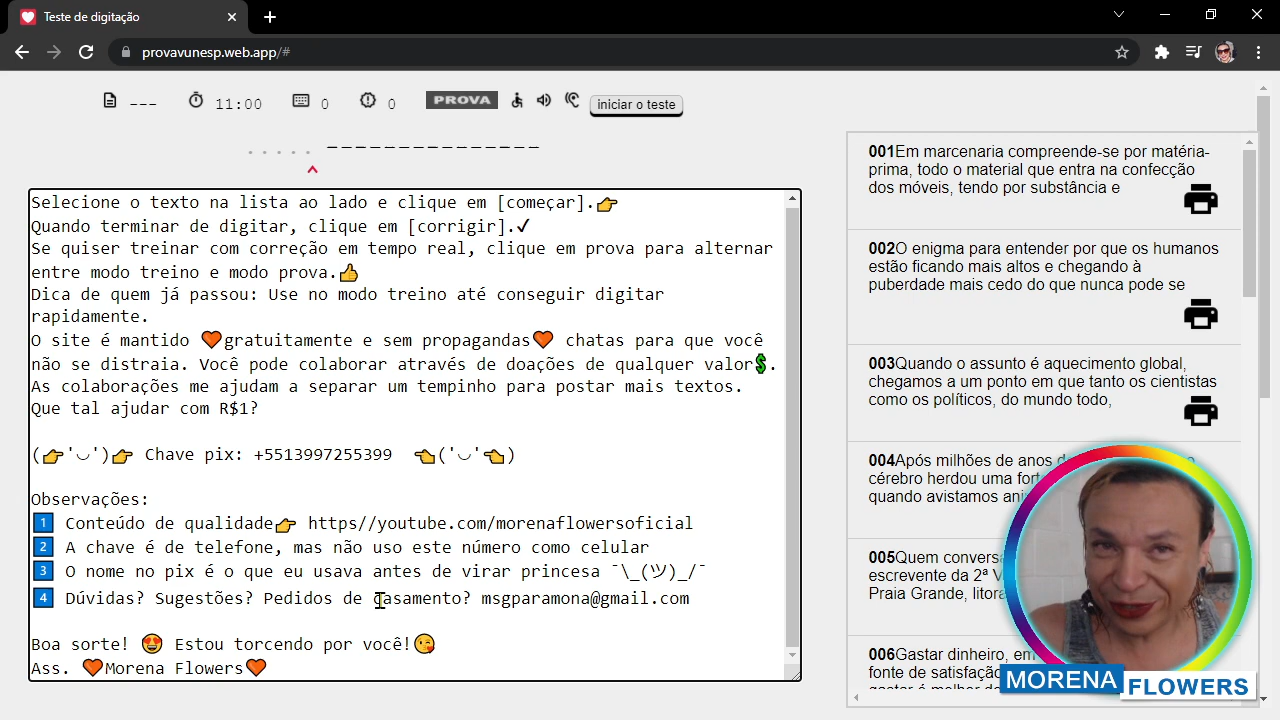 Teste de digitação
provavunesp.web.app/#
--- 11:00 0 0 PROVA iniciar o teste
Selecione o texto na lista ao lado e clique em [começar].👉
Quando terminar de digitar, clique em [corrigir].✔
Se quiser treinar com correção em tempo real, clique em prova para alternar
entre modo treino e modo prova.👍
Dica de quem já passou: Use no modo treino até conseguir digitar
rapidamente.
O site é mantido 🧡gratuitamente e sem propagandas🧡 chatas para que você
não se distraia. Você pode colaborar através de doações de qualquer valor💲.
As colaborações me ajudam a separar um tempinho para postar mais textos.
Que tal ajudar com R$1?
(👉'◡')👉 Chave pix: +5513997255399 👈('◡'👈)
Observações:
1 Conteúdo de qualidade👉 https//youtube.com/morenaflowersoficial
2 A chave é de telefone, mas não uso este número como celular
3 O nome no pix é o que eu usava antes de virar princesa ¯\_(ツ)_/¯
4 Dúvidas? Sugestões? Pedidos de casamento? msgparamona@gmail.com
Boa sorte! 😍 Estou torcendo por você!😘
Ass. 🧡Morena Flowers🧡
001Em marcenaria compreende-se por matéria-
prima, todo o material que entra na confecção
dos móveis, tendo por substância e
002O enigma para entender por que os humanos
estão ficando mais altos e chegando à
puberdade mais cedo do que nunca pode se
003Quando o assunto é aquecimento global,
chegamos a um ponto em que tanto os cientistas
como os políticos, do mundo todo,
004Após milhões de anos
cérebro herdou uma
quando avistamos
005Quem
escrevente da 2ª
Praia Grande,
006Gastar dinheiro,
fonte de
MORENA
FLOWERS